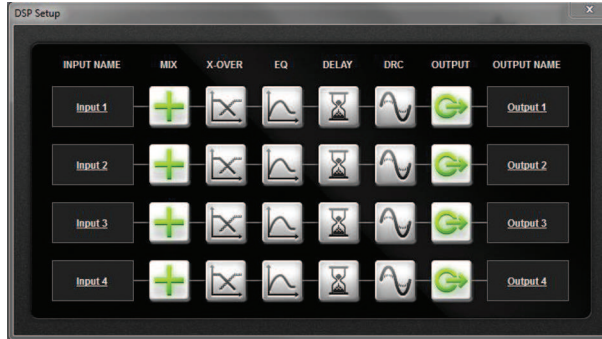 DSP Setup
x
INPUT NAME MIX X-OVER EQ DELAY DRC OUTPUT OUTPUT NAME
Input 1 Output 1
Input 2 Output 2
Input 3 Output 3
Input 4 Output 4